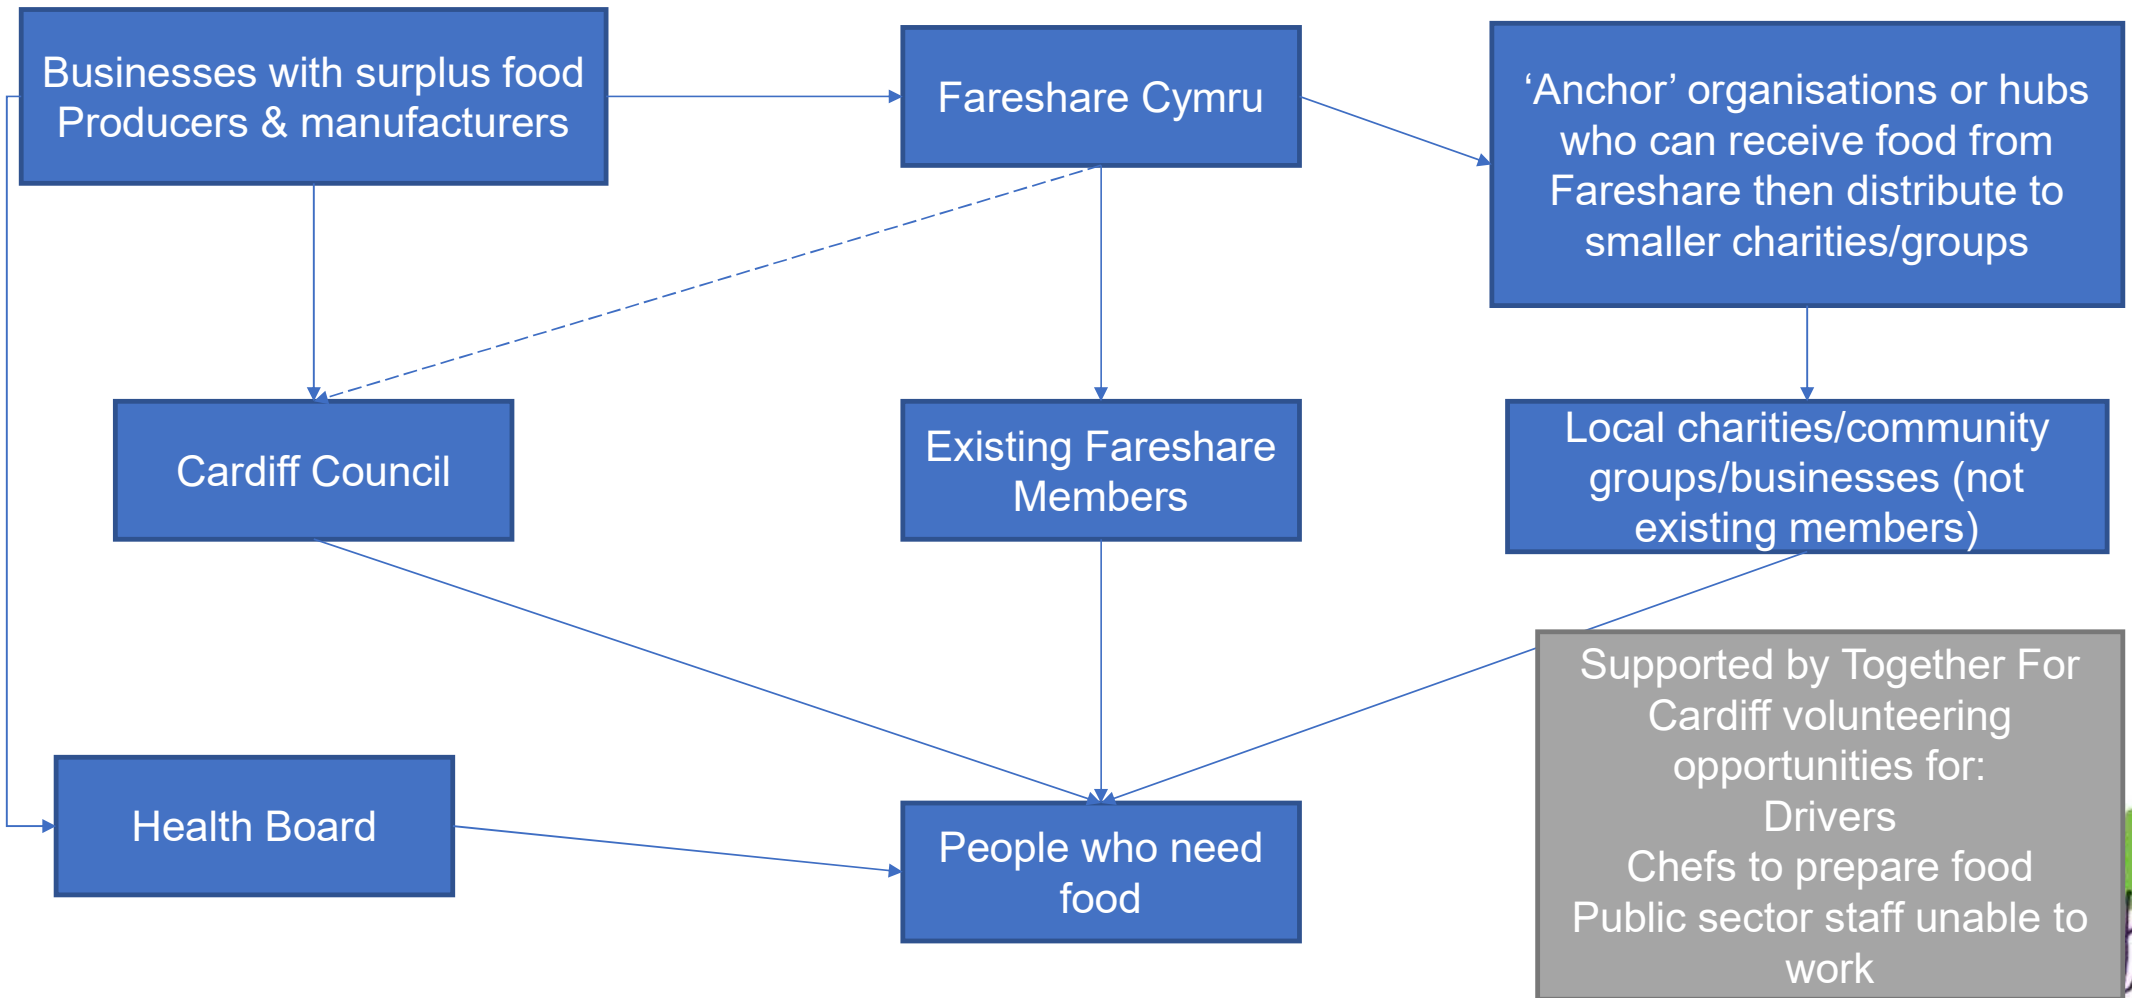 Businesses with surplus food
Producers & manufacturers
Fareshare Cymru
‘Anchor’ organisations or hubs
who can receive food from
Fareshare then distribute to
smaller charities/groups
Cardiff Council
Existing Fareshare
Members
Local charities/community
groups/businesses (not
existing members)
Health Board
People who need
food
Supported by Together For
Cardiff volunteering
opportunities for:
Drivers
Chefs to prepare food
Public sector staff unable to
work